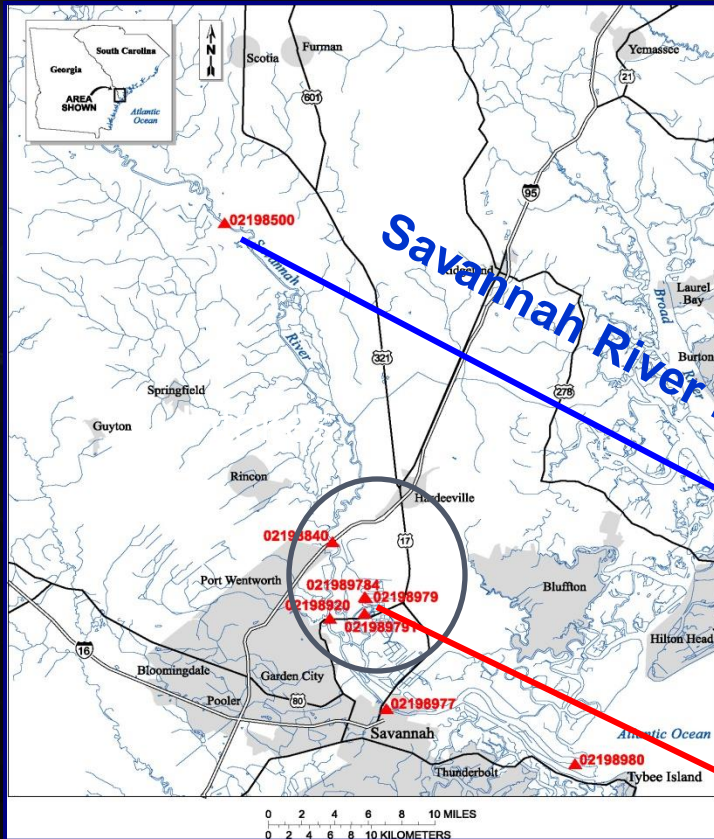 South Carolina
Georgia
AREA
SHOWN
Atlantic
Ocean
N
Scotia
Furman
Yemassee
21
601
95
02198500
Savannah
River
Savannah River
Ridgeland
Laurel
Bay
Broad
River
Burton
321
278
Springfield
Guyton
Rincon
Hardeeville
02198840
17
Port Wentworth
021989784
02198979
02198920
021989791
Bluffton
Hilton Head
16
Bloomingdale
Garden City
Pooler
80
02198977
Savannah
Atlantic Ocean
02198980
Thunderbolt
Tybee Island
0 2 4 6 8 10 MILES
0 2 4 6 8 10 KILOMETERS